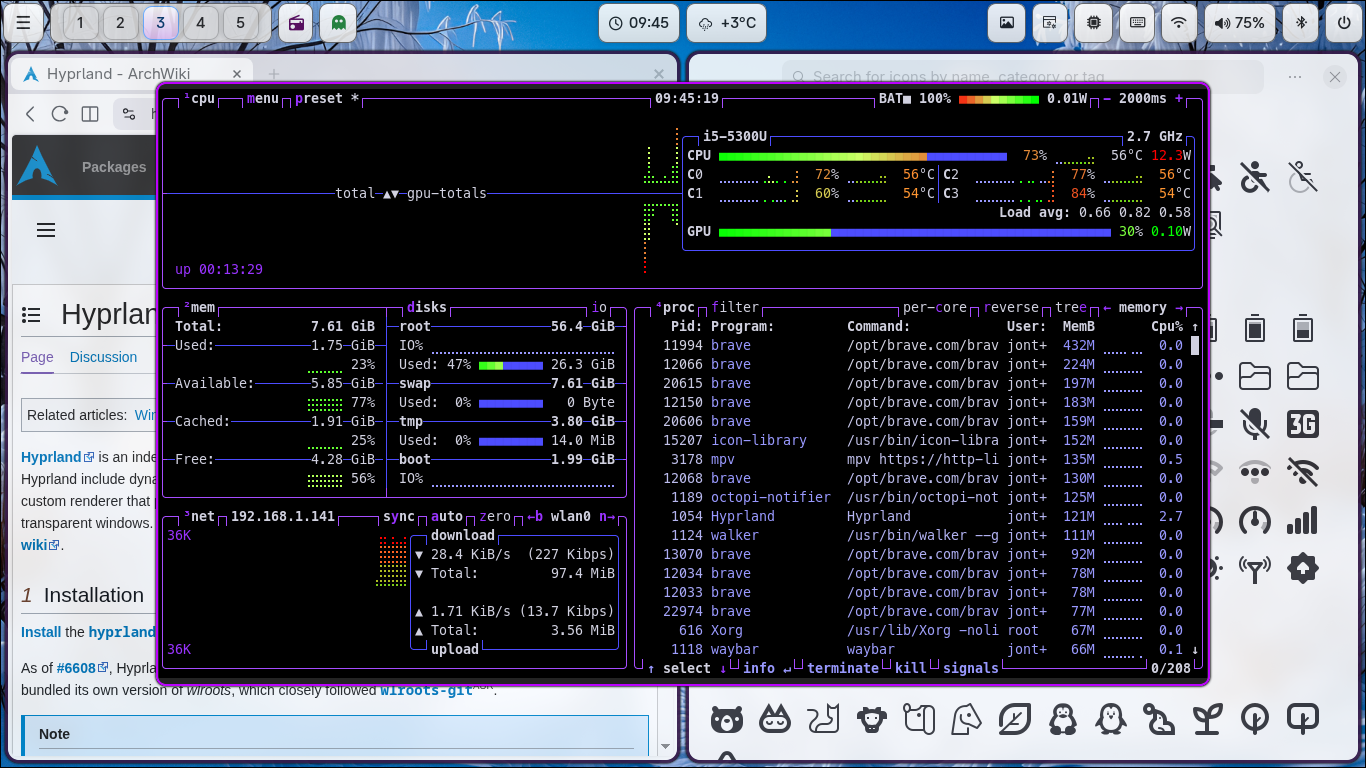 1 2 3 4 5 09:45 +3°C 75%
Hyprland - ArchWiki
Search for icons by name, category or tag
¹cpu menu preset * 09:45:19 BAT■ 100% 0.01W − 2000ms +
i5-5300U 2.7 GHz
CPU 73% 56°C 12.3W
C0 72% 56°C C2 77% 56°C
C1 60% 54°C C3 84% 54°C
Load avg: 0.66 0.82 0.58
GPU 30% 0.10W
total ▲▼ gpu-totals
up 00:13:29
Packages
Hyprlan
Page Discussion
Related articles: Wi
Hyprland is an inde
Hyprland include dyna
custom renderer that
transparent windows.
wiki.
1 Installation
Install the hyprland
As of #6608, Hyprla
bundled its own version of wlroots, which closely followed wlroots-git
Note
²mem disks io
Total: 7.61 GiB
Used: 1.75 GiB
23%
Available: 5.85 GiB
77%
Cached: 1.91 GiB
25%
Free: 4.28 GiB
56%
root 56.4 GiB
IO%
Used: 47% 26.3 GiB
swap 7.61 GiB
Used: 0% 0 Byte
tmp 3.80 GiB
Used: 0% 14.0 MiB
boot 1.99 GiB
IO%
³net 192.168.1.141 sync auto zero ←b wlan0 n→
36K
download
▼ 28.4 KiB/s (227 Kibps)
▼ Total: 97.4 MiB
▲ 1.71 KiB/s (13.7 Kibps)
▲ Total: 3.56 MiB
36K
upload
⁴proc filter per-core reverse tree ← memory →
Pid: Program: Command: User: MemB Cpu% ↑
11994 brave /opt/brave.com/brav jont+ 432M 0.0
12066 brave /opt/brave.com/brav jont+ 224M 0.0
20615 brave /opt/brave.com/brav jont+ 197M 0.0
12150 brave /opt/brave.com/brav jont+ 183M 0.0
20606 brave /opt/brave.com/brav jont+ 159M 0.0
15207 icon-library /usr/bin/icon-libra jont+ 152M 0.0
3178 mpv mpv https://http-li jont+ 135M 0.5
12068 brave /opt/brave.com/brav jont+ 130M 0.0
1189 octopi-notifier /usr/bin/octopi-not jont+ 125M 0.0
1054 Hyprland Hyprland jont+ 121M 2.7
1124 walker /usr/bin/walker --g jont+ 111M 0.0
13070 brave /opt/brave.com/brav jont+ 92M 0.0
12034 brave /opt/brave.com/brav jont+ 78M 0.0
12033 brave /opt/brave.com/brav jont+ 78M 0.0
22974 brave /opt/brave.com/brav jont+ 77M 0.0
616 Xorg /usr/lib/Xorg -noli root 67M 0.0
1118 waybar waybar jont+ 66M 0.1 ↓
↑ select ↓ info ↵ terminate kill signals 0/208
3G